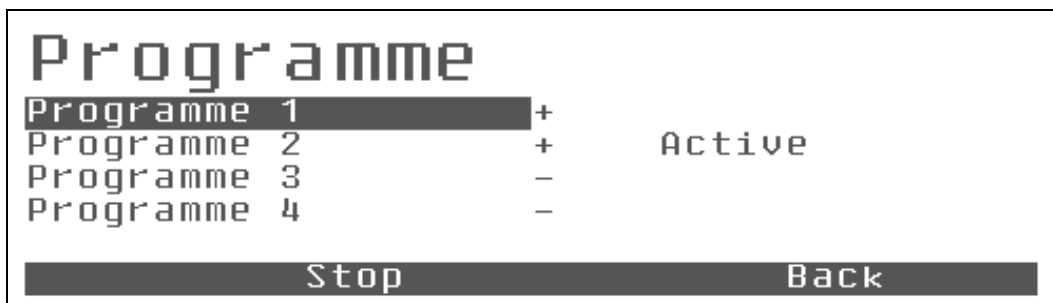 Programme
Programme 1 +
Programme 2 + Active
Programme 3 -
Programme 4 -
Stop Back